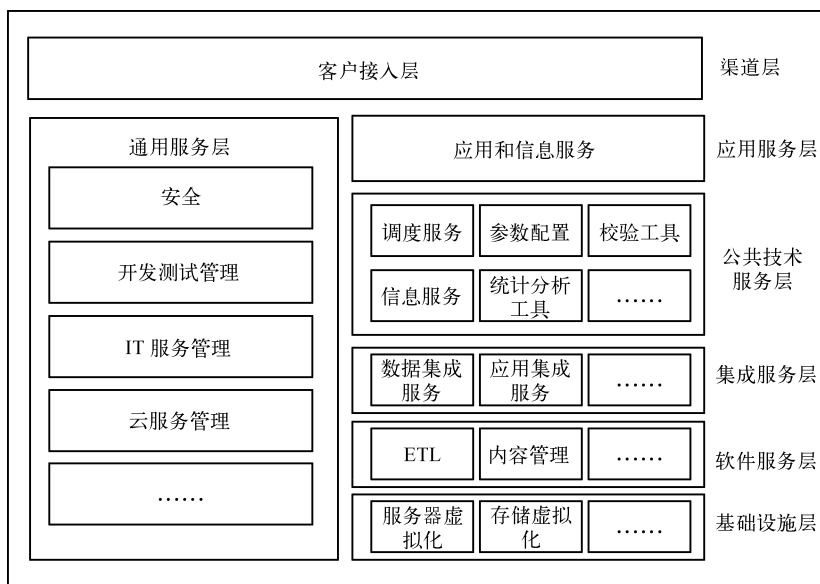 客户接入层
渠道层
通用服务层
安全
开发测试管理
IT 服务管理
云服务管理
……
应用和信息服务
应用服务层
调度服务
参数配置
校验工具
信息服务
统计分析
工具
……
公共技术
服务层
数据集成
服务
应用集成
服务
……
集成服务层
ETL
内容管理
……
软件服务层
服务器虚
拟化
存储虚拟
化
……
基础设施层